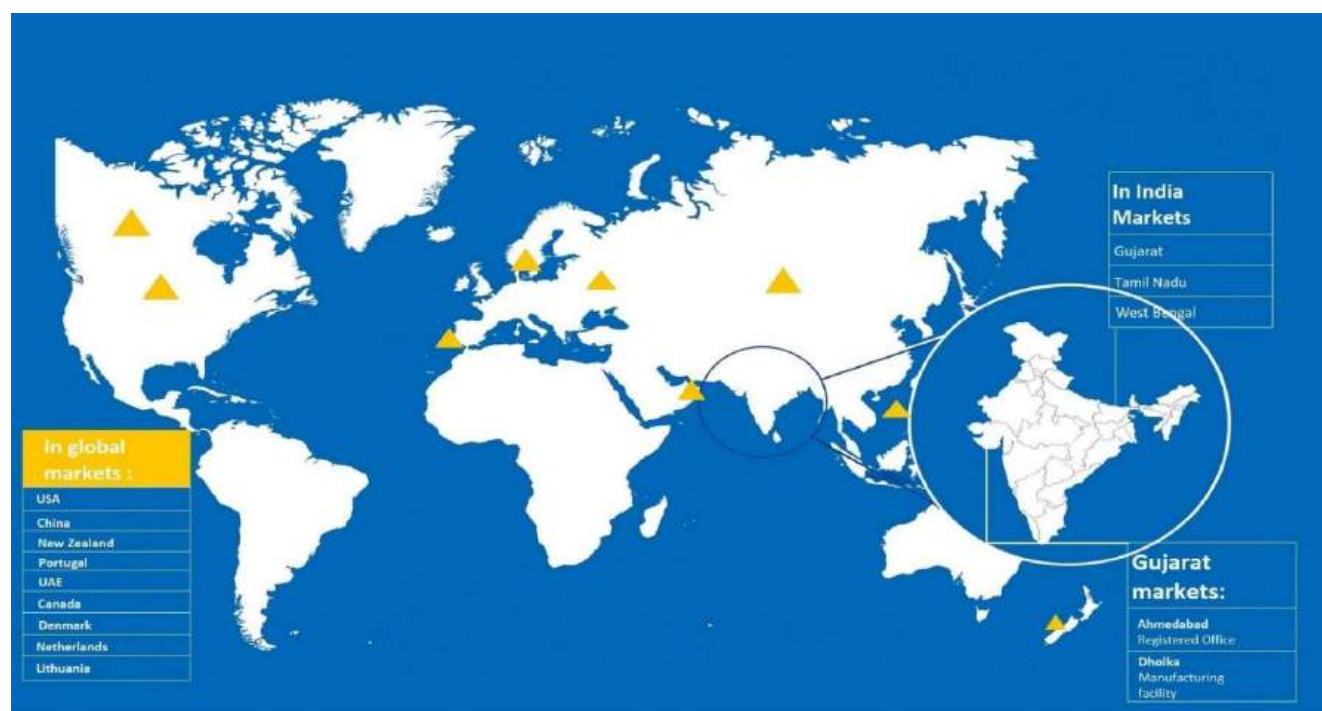 In India
Markets
Gujarat
Tamil Nadu
West Bengal
In global
markets :
USA
China
New Zealand
Portugal
UAE
Canada
Denmark
Netherlands
Lithuania
Gujarat
markets:
Ahmedabad
Registered Office
Dholka
Manufacturing
facility